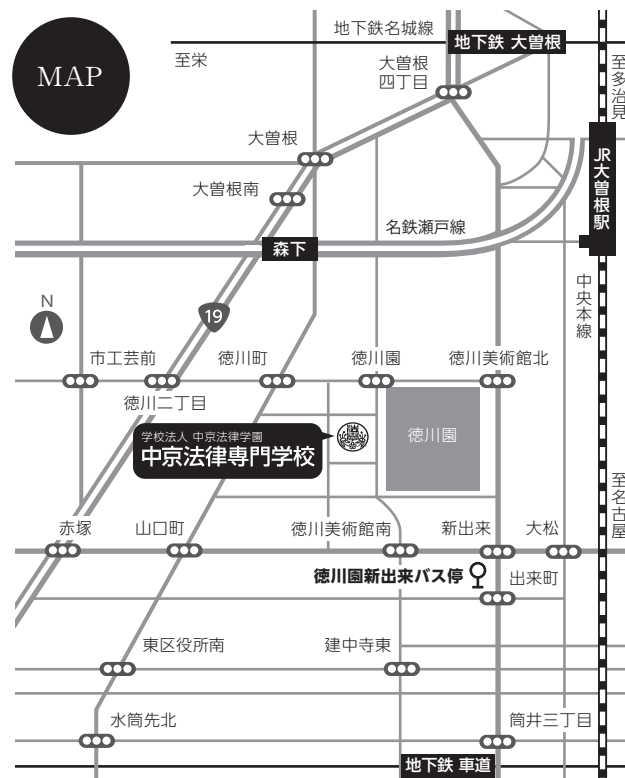 MAP
地下鉄名城線
地下鉄 大曽根
至栄
大曽根
四丁目
至多治見
大曽根
JR大曽根駅
大曽根南
名鉄瀬戸線
森下
中央本線
N
19
市工芸前
徳川町
徳川園
徳川美術館北
徳川二丁目
学校法人 中京法律学園
中京法律専門学校
徳川園
至名古屋
赤塚
山口町
徳川美術館南
新出来
大松
徳川園新出来バス停
出来町
東区役所南
建中寺東
水筒先北
筒井三丁目
地下鉄 車道